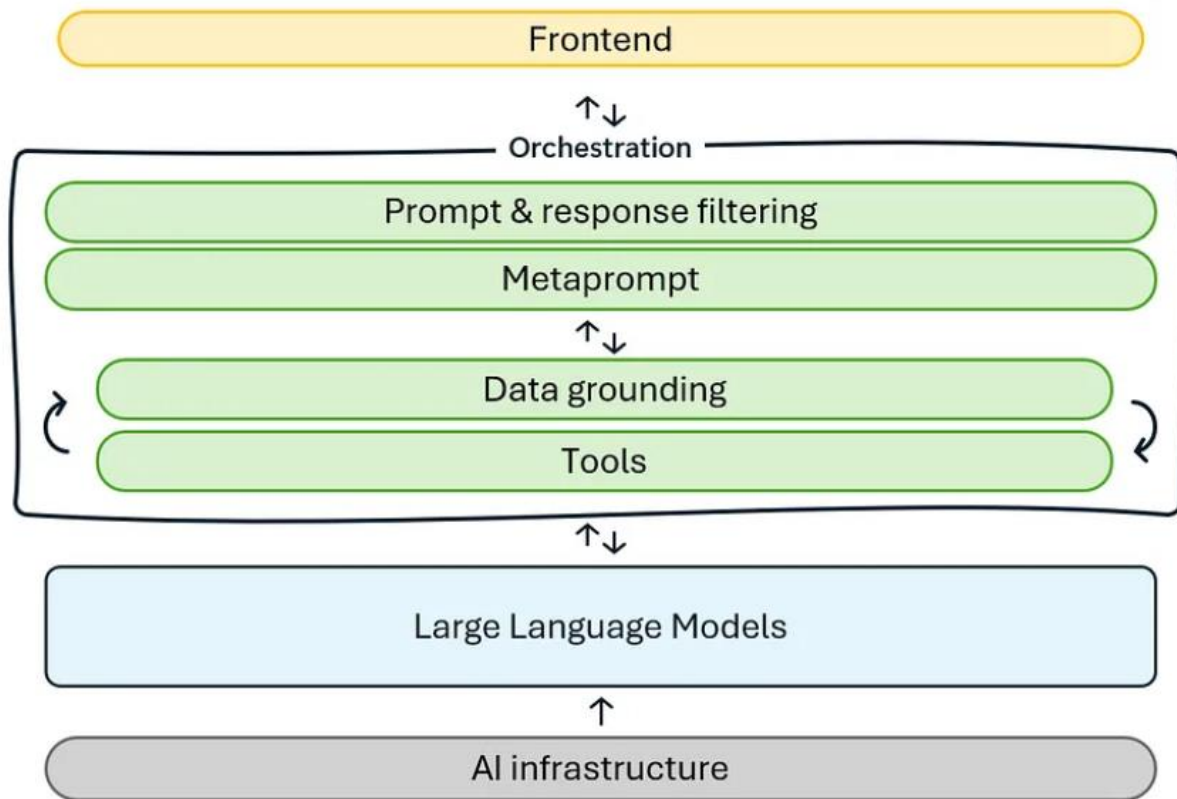 Frontend
Orchestration
Prompt & response filtering
Metaprompt
Data grounding
Tools
Large Language Models
AI infrastructure